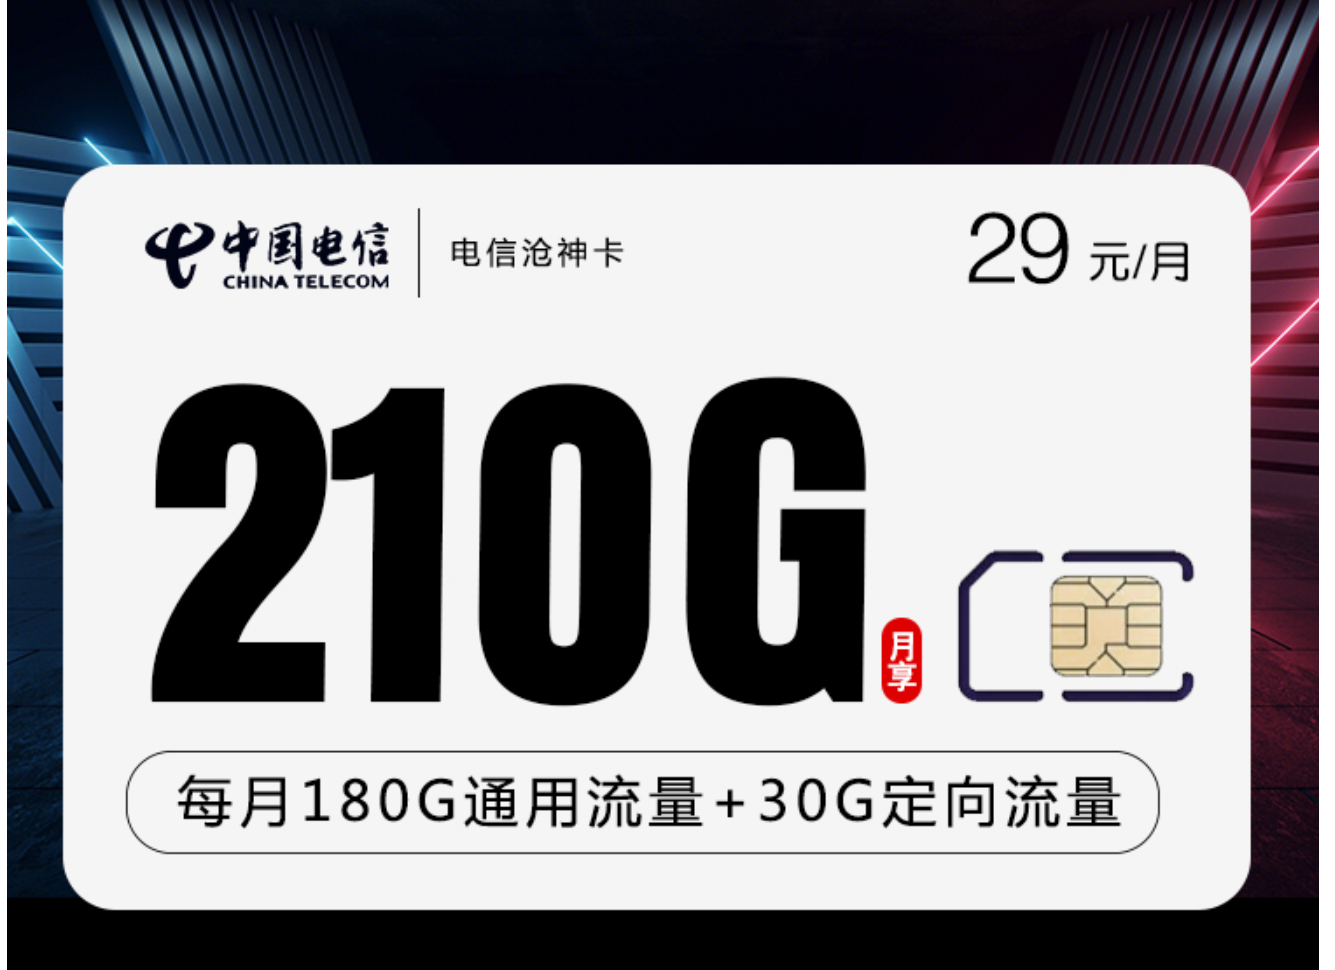 中国电信
CHINA TELECOM
电信沧神卡
29 元/月
210G
月享
每月180G通用流量+30G定向流量